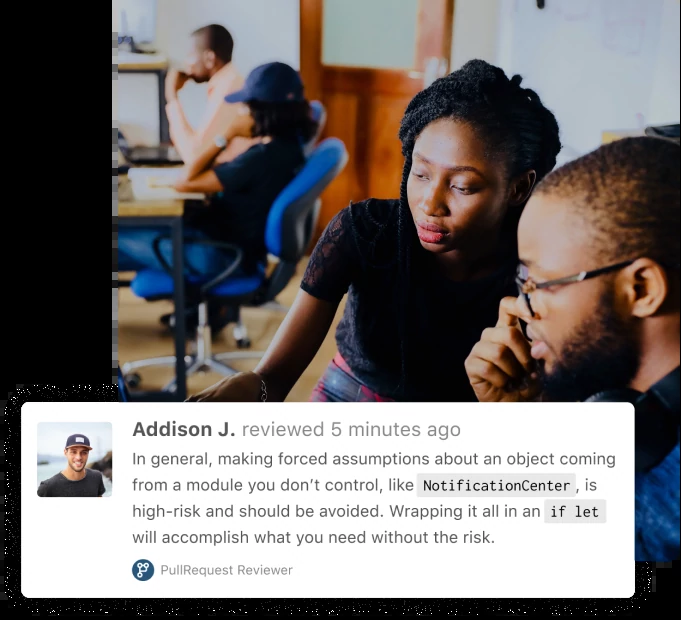 Addison J. reviewed 5 minutes ago
In general, making forced assumptions about an object coming
from a module you don’t control, like NotificationCenter, is
high-risk and should be avoided. Wrapping it all in an if let
will accomplish what you need without the risk.
PullRequest Reviewer